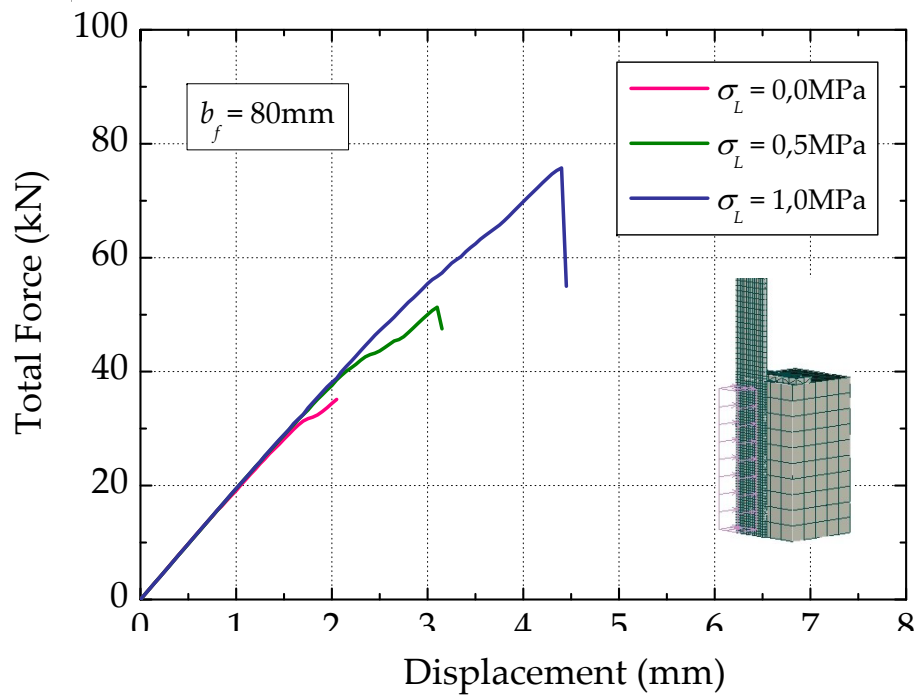 100
80
60
40
20
0
Total Force (kN)
b_f = 80mm
σ_L = 0,0MPa
σ_L = 0,5MPa
σ_L = 1,0MPa
0 1 2 3 4 5 6 7 8
Displacement (mm)